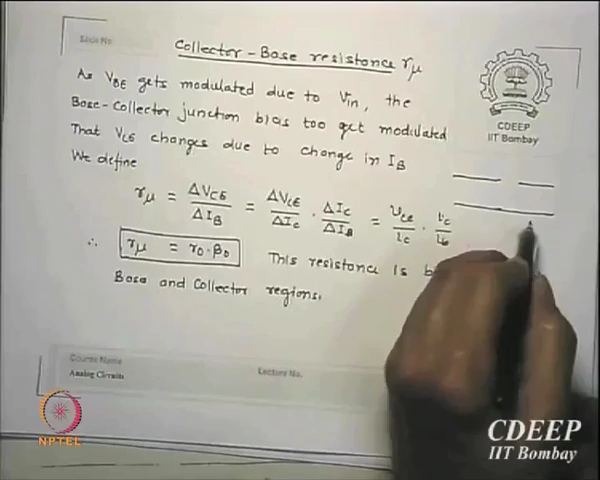 Slide No.
Collector-Base resistance rμ
As VBE gets modulated due to Vin, the
Base-Collector junction bias too get modulated
That VCE changes due to change in IB
We define
rμ = ΔVCE / ΔIB = ΔVCE / ΔIC · ΔIC / ΔIB = vce / ic · ic / ib
∴ rμ = r0 · β0 This resistance is b
Base and Collector regions.
CDEEP
IIT Bombay
Course Name
Analog Circuits
Lecture No.
NPTEL
CDEEP
IIT Bombay